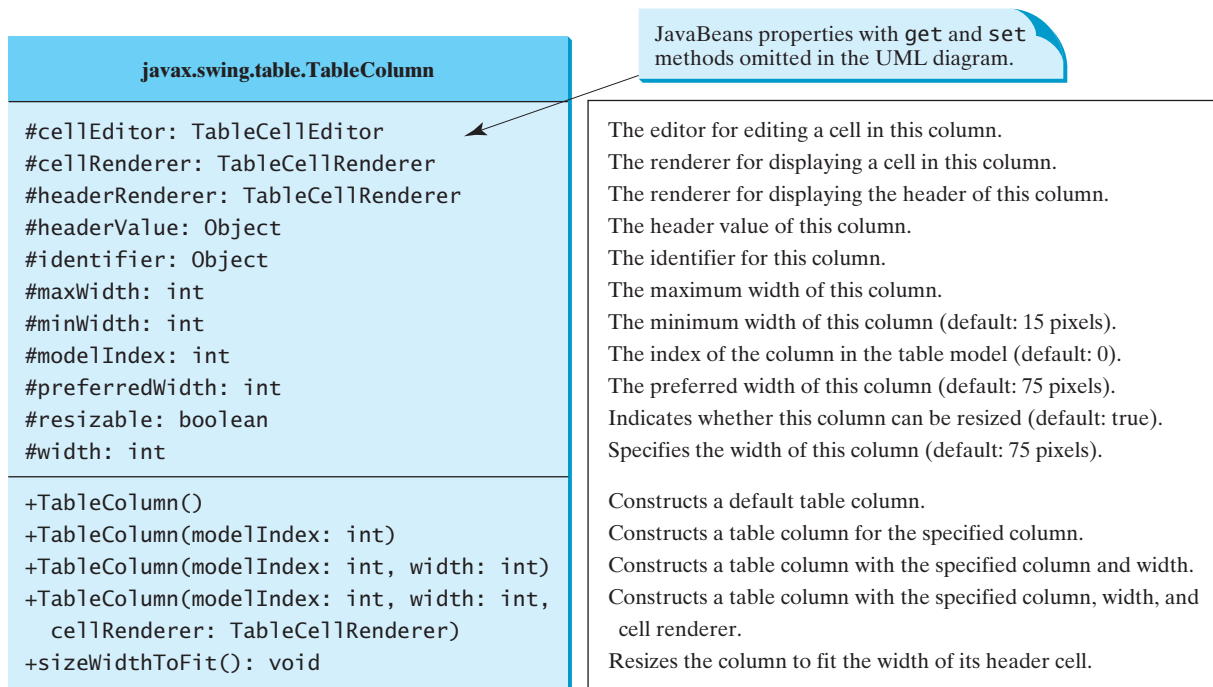 JavaBeans properties with get and set
methods omitted in the UML diagram.
javax.swing.table.TableColumn
#cellEditor: TableCellEditor
The editor for editing a cell in this column.
#cellRenderer: TableCellRenderer
The renderer for displaying a cell in this column.
#headerRenderer: TableCellRenderer
The renderer for displaying the header of this column.
#headerValue: Object
The header value of this column.
#identifier: Object
The identifier for this column.
#maxWidth: int
The maximum width of this column.
#minWidth: int
The minimum width of this column (default: 15 pixels).
#modelIndex: int
The index of the column in the table model (default: 0).
#preferredWidth: int
The preferred width of this column (default: 75 pixels).
#resizable: boolean
Indicates whether this column can be resized (default: true).
#width: int
Specifies the width of this column (default: 75 pixels).
+TableColumn()
Constructs a default table column.
+TableColumn(modelIndex: int)
Constructs a table column for the specified column.
+TableColumn(modelIndex: int, width: int)
Constructs a table column with the specified column and width.
+TableColumn(modelIndex: int, width: int,
cellRenderer: TableCellRenderer)
Constructs a table column with the specified column, width, and
cell renderer.
+sizeWidthToFit(): void
Resizes the column to fit the width of its header cell.